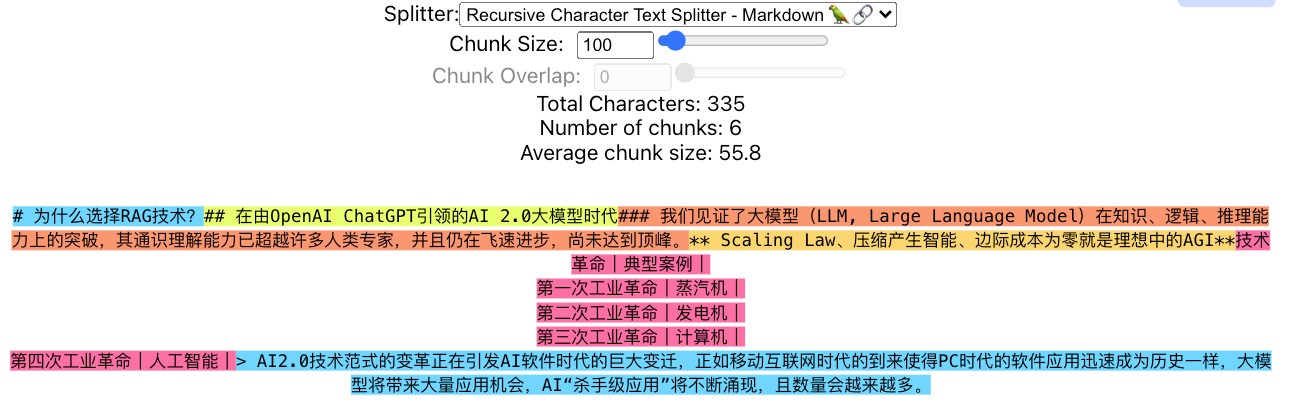 Splitter: Recursive Character Text Splitter - Markdown 🦜🔗
Chunk Size: 100
Chunk Overlap: 0
Total Characters: 335
Number of chunks: 6
Average chunk size: 55.8
# 为什么选择RAG技术？## 在由OpenAI ChatGPT引领的AI 2.0大模型时代### 我们见证了大模型（LLM, Large Language Model）在知识、逻辑、推理能
力上的突破，其通识理解能力已超越许多人类专家，并且仍在飞速进步，尚未达到顶峰。** Scaling Law、压缩产生智能、边际成本为零就是理想中的AGI**技术
革命｜典型案例｜
第一次工业革命｜蒸汽机｜
第二次工业革命｜发电机｜
第三次工业革命｜计算机｜
第四次工业革命｜人工智能｜> AI2.0技术范式的变革正在引发AI软件时代的巨大变迁，正如移动互联网时代的到来使得PC时代的软件应用迅速成为历史一样，大模
型将带来大量应用机会，AI“杀手级应用”将不断涌现，且数量会越来越多。